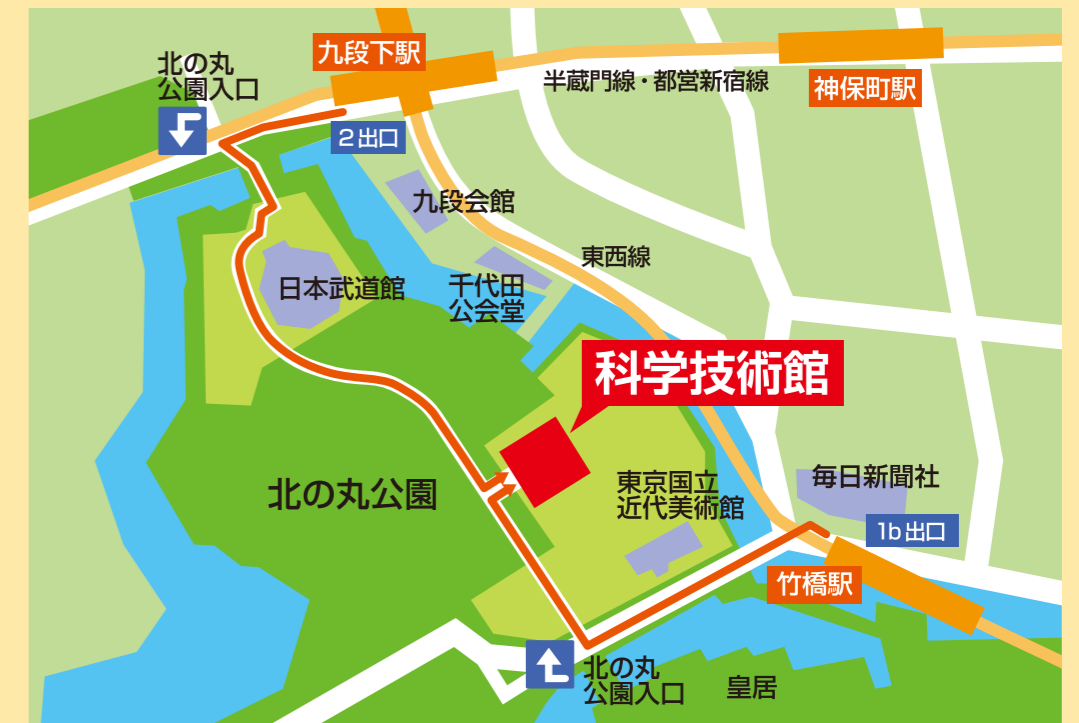 九段下駅
北の丸
公園入口
半蔵門線・都営新宿線
神保町駅
2出口
九段会館
東西線
日本武道館
千代田
公会堂
科学技術館
北の丸公園
東京国立
近代美術館
毎日新聞社
1b出口
竹橋駅
北の丸
公園入口
皇居